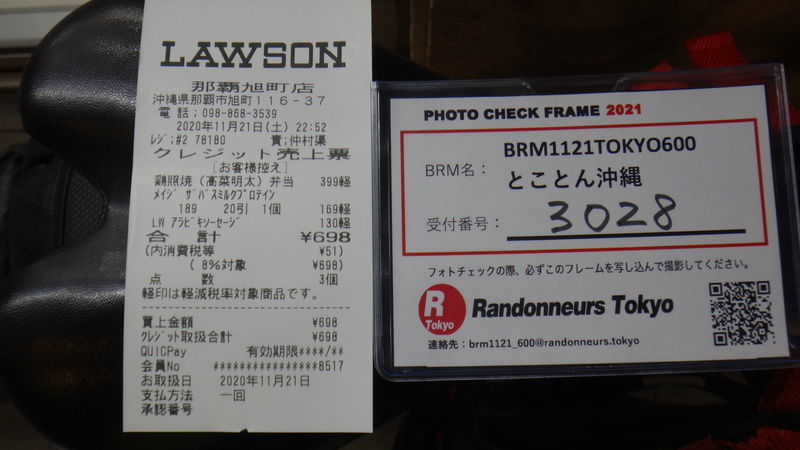 LAWSON
那覇旭町店
沖縄県那覇市旭町116-37
電話:098-868-3539
2020年11月21日(土) 22:52
レジ:#2 78180 責:仲村渠
クレジット売上票
[お客様控え]
鶏照焼(高菜明太)弁当 399軽
メイジ ザバスミルクプロテイン
189 20引 1個 169軽
LW アラビキソーセージ 130軽
合計 ¥698
(内消費税等 ¥51)
( 8%対象 ¥698)
点数 3個
軽印は軽減税率対象商品です。
買上金額 ¥698
クレジット取扱合計 ¥698
QUICPay 有効期限****/**
会員No ****************8517
お取扱日 2020年11月21日
支払方法 一回
承認番号
PHOTO CHECK FRAME 2021
BRM名: BRM1121TOKYO600
とことん沖縄
受付番号: 3028
フォトチェックの際、必ずこのフレームを写し込んで撮影してください。
R Tokyo
Randonneurs Tokyo
連絡先:brm1121_600@randonneurs.tokyo